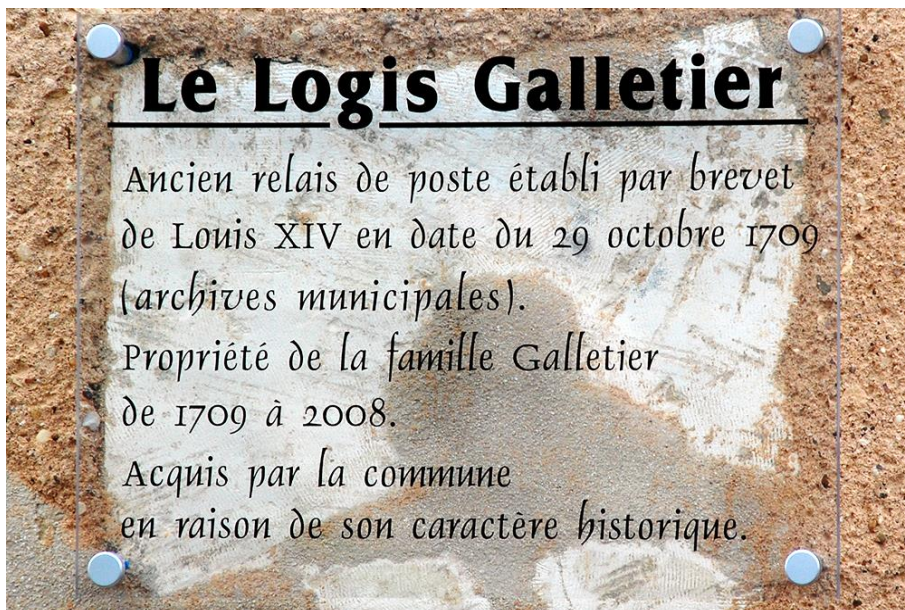 Le Logis Galletier
Ancien relais de poste établi par brevet
de Louis XIV en date du 29 octobre 1709
(archives municipales).
Propriété de la famille Galletier
de 1709 à 2008.
Acquis par la commune
en raison de son caractère historique.